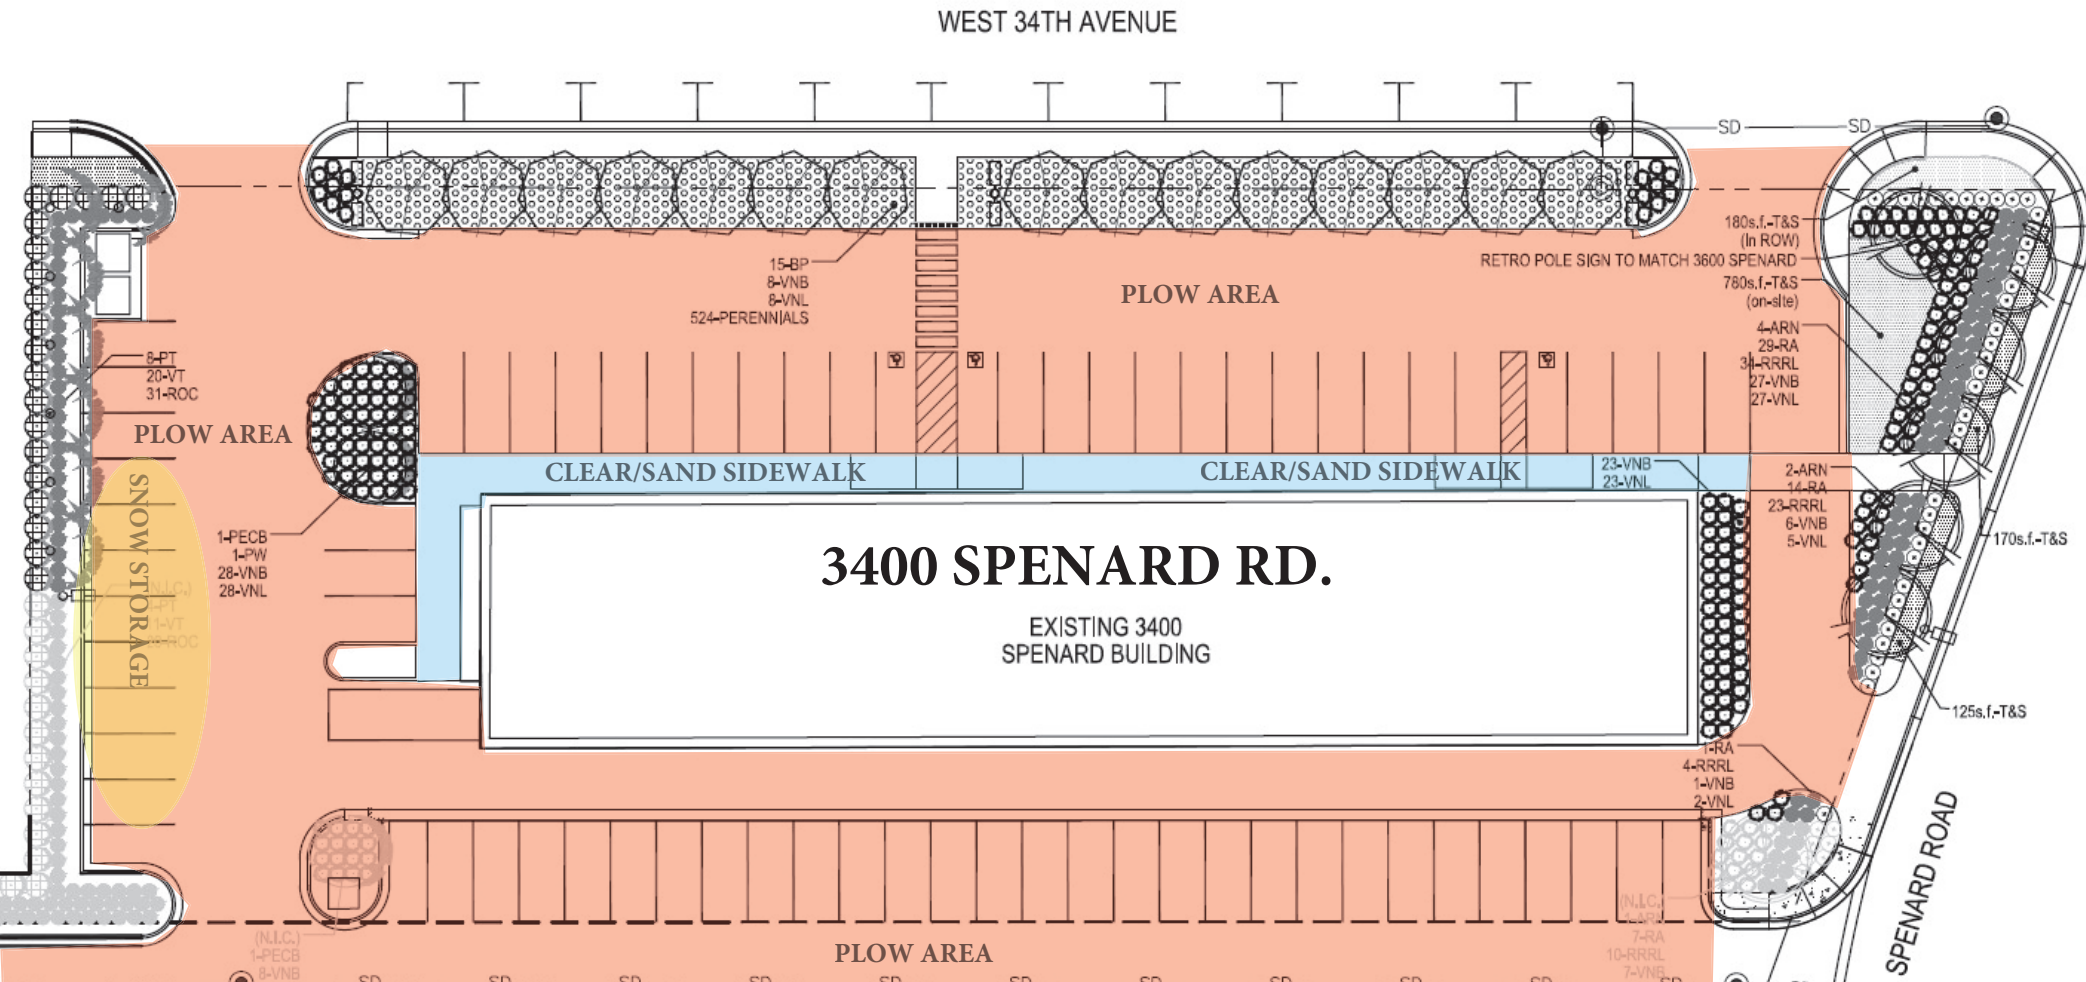 WEST 34TH AVENUE
SD
SD
180s.f.-T&S
(In ROW)
RETRO POLE SIGN TO MATCH 3600 SPENARD
780s.f.-T&S
(on-site)
15-BP
8-VNB
8-VNL
524-PERENNIALS
PLOW AREA
4-ARN
29-RA
34-RRRL
27-VNB
27-VNL
8-PT
20-VT
31-ROC
PLOW AREA
CLEAR/SAND SIDEWALK
CLEAR/SAND SIDEWALK
23-VNB
23-VNL
2-ARN
14-RA
23-RRRL
6-VNB
5-VNL
SNOW STORAGE
1-PECB
1-PW
28-VNB
28-VNL
170s.f.-T&S
3400 SPENARD RD.
EXISTING 3400
SPENARD BUILDING
(N.I.C.)
125s.f.-T&S
1-RA
4-RRRL
1-VNB
2-VNL
SPENARD ROAD
(N.I.C.)
7-RA
10-RRRL
7-VNB
(N.I.C.)
1-PECB
8-VNB
PLOW AREA